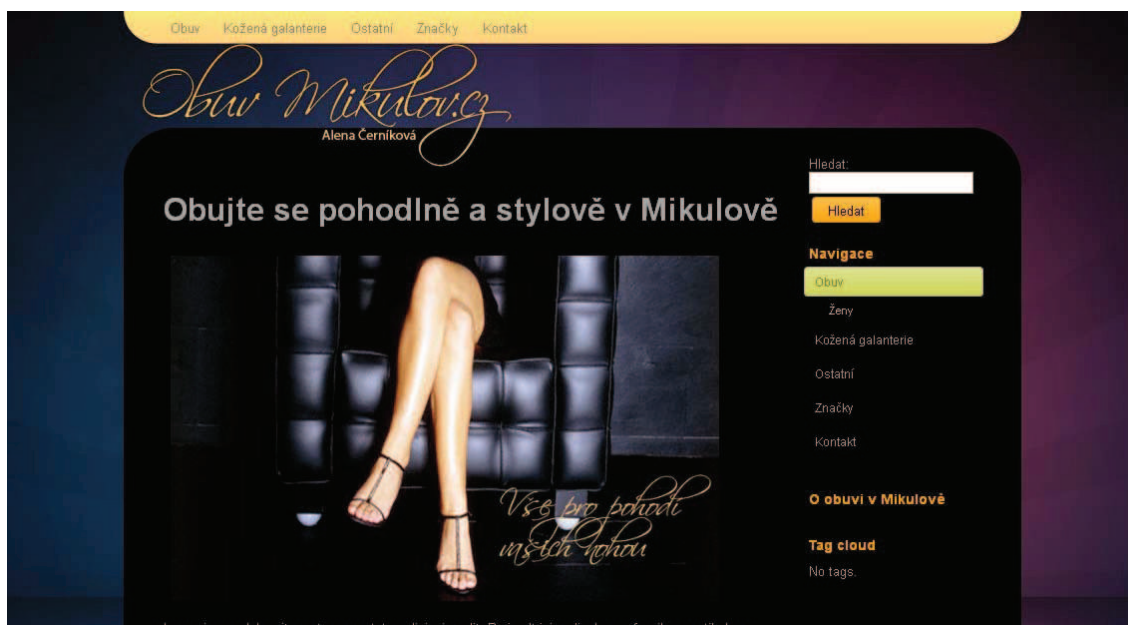 Obuv Kožená galanterie Ostatní Značky Kontakt
Obuv Mikulov.cz
Alena Černíková
Obujte se pohodlně a stylově v Mikulově
Vše pro pohodí
vašich nohou
Hledat:
Hledat
Navigace
Obuv
Ženy
Kožená galanterie
Ostatní
Značky
Kontakt
O obuvi v Mikulově
Tag cloud
No tags.